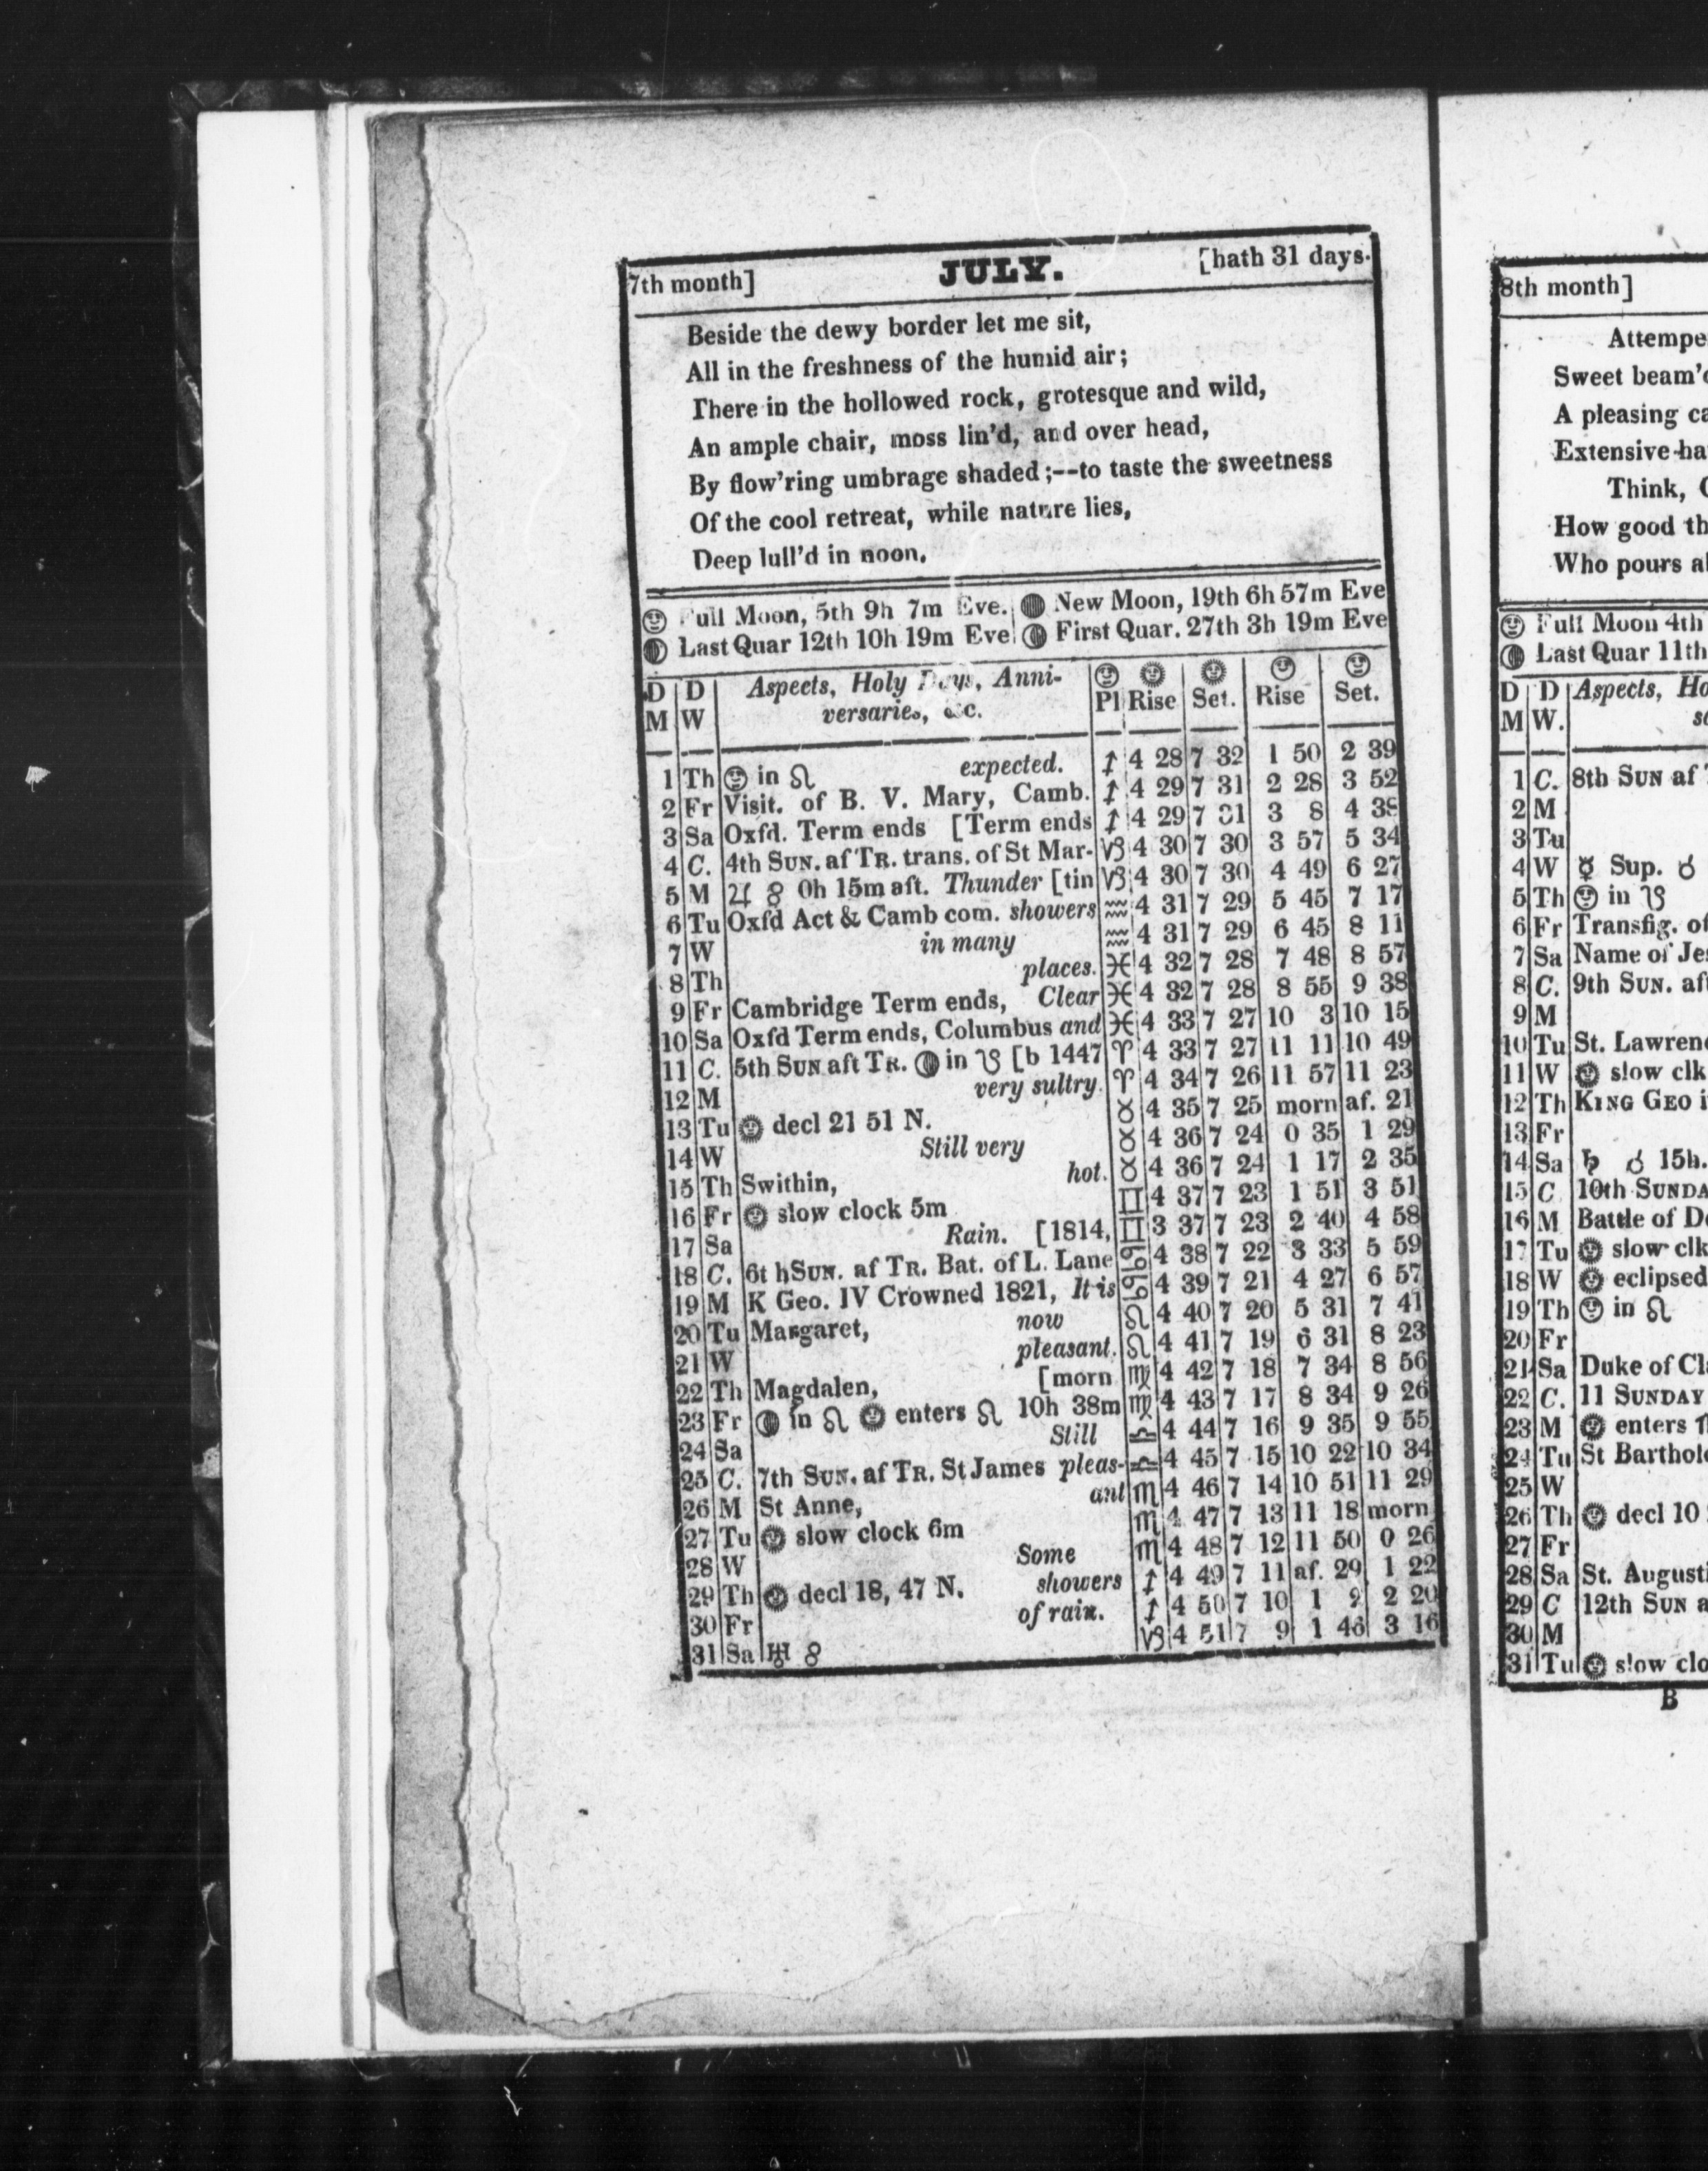 7th month] JULY. [hath 31 days.
Beside the dewy border let me sit,
All in the freshness of the humid air;
There in the hollowed rock, grotesque and wild,
An ample chair, moss lin'd, and over head,
By flow'ring umbrage shaded;--to taste the sweetness
Of the cool retreat, while nature lies,
Deep lull'd in noon.
Full Moon, 5th 9h 7m Eve. New Moon, 19th 6h 57m Eve
Last Quar 12th 10h 19m Eve First Quar. 27th 3h 19m Eve
D D Aspects, Holy Days, Anni- Pl Rise Set. Rise Set.
M W versaries, &c.
1 Th in ☊ expected. ♐ 4 28 7 32 1 50 2 39
2 Fr Visit. of B. V. Mary, Camb. ♐ 4 29 7 31 2 28 3 52
3 Sa Oxfd. Term ends [Term ends ♐ 4 29 7 31 3 8 4 38
4 C. 4th SUN. af TR. trans. of St Mar- ♑ 4 30 7 30 3 57 5 34
5 M ♃ ☍ 0h 15m aft. Thunder [tin ♑ 4 30 7 30 4 49 6 27
6 Tu Oxfd Act & Camb com. showers ♒ 4 31 7 29 5 45 7 17
7 W in many ♒ 4 31 7 29 6 45 8 11
8 Th places. ♓ 4 32 7 28 7 48 8 57
9 Fr Cambridge Term ends, Clear ♓ 4 32 7 28 8 55 9 38
10 Sa Oxfd Term ends, Columbus and ♓ 4 33 7 27 10 3 10 15
11 C. 5th SUN aft TR. in ☋ [b 1447 ♈ 4 33 7 27 11 11 10 49
12 M very sultry. ♈ 4 34 7 26 11 57 11 23
13 Tu decl 21 51 N. ♉ 4 35 7 25 morn af. 21
14 W Still very ♉ 4 36 7 24 0 35 1 29
15 Th Swithin, hot. ♉ 4 36 7 24 1 17 2 35
16 Fr slow clock 5m ♊ 4 37 7 23 1 51 3 51
17 Sa Rain. [1814, ♊ 3 37 7 23 2 40 4 58
18 C. 6t hSUN. af TR. Bat. of L. Lane ♋ 4 38 7 22 3 33 5 59
19 M K Geo. IV Crowned 1821, It is ♋ 4 39 7 21 4 27 6 57
20 Tu Margaret, now ♌ 4 40 7 20 5 31 7 41
21 W pleasant. ♌ 4 41 7 19 6 31 8 23
22 Th Magdalen, [morn ♍ 4 42 7 18 7 34 8 56
23 Fr in ☊ enters ♌ 10h 38m ♍ 4 43 7 17 8 34 9 26
24 Sa Still ♎ 4 44 7 16 9 35 9 55
25 C. 7th SUN. af TR. St James pleas- ♎ 4 45 7 15 10 22 10 34
26 M St Anne, ant ♏ 4 46 7 14 10 51 11 29
27 Tu slow clock 6m ♏ 4 47 7 13 11 18 morn
28 W Some ♏ 4 48 7 12 11 50 0 26
29 Th decl 18, 47 N. showers ♐ 4 49 7 11 af. 29 1 22
30 Fr of rain. ♐ 4 50 7 10 1 2 2 20
31 Sa ♅ ☍ ♑ 4 51 7 9 1 46 3 16
8th month]
Sweet beam'
A pleasing
Think,
How good
Who pours
Full Moon 4th
Last Quar 11th
D D Aspects,
M W.
1 C. 8th SUN af
2 M
3 Tu
4 W ☿ Sup. ☌
5 Th in ☋
6 Fr Transfig. of
7 Sa Name of
8 C. 9th SUN.
9 M
10 Tu St.
11 W slow clk
12 Th KING GEO
13 Fr
14 Sa ♄ ☌ 15h.
15 C 10th
16 M Battle of
17 Tu slow clk
18 W eclipsed
19 Th in ☊
20 Fr
21 Sa Duke of
22 C. 11 SUNDAY
23 M enters
24 Tu St
25 W
26 Th decl 10
27 Fr
28 Sa St.
29 C 12th SUN
30 M
31 Tu slow
B